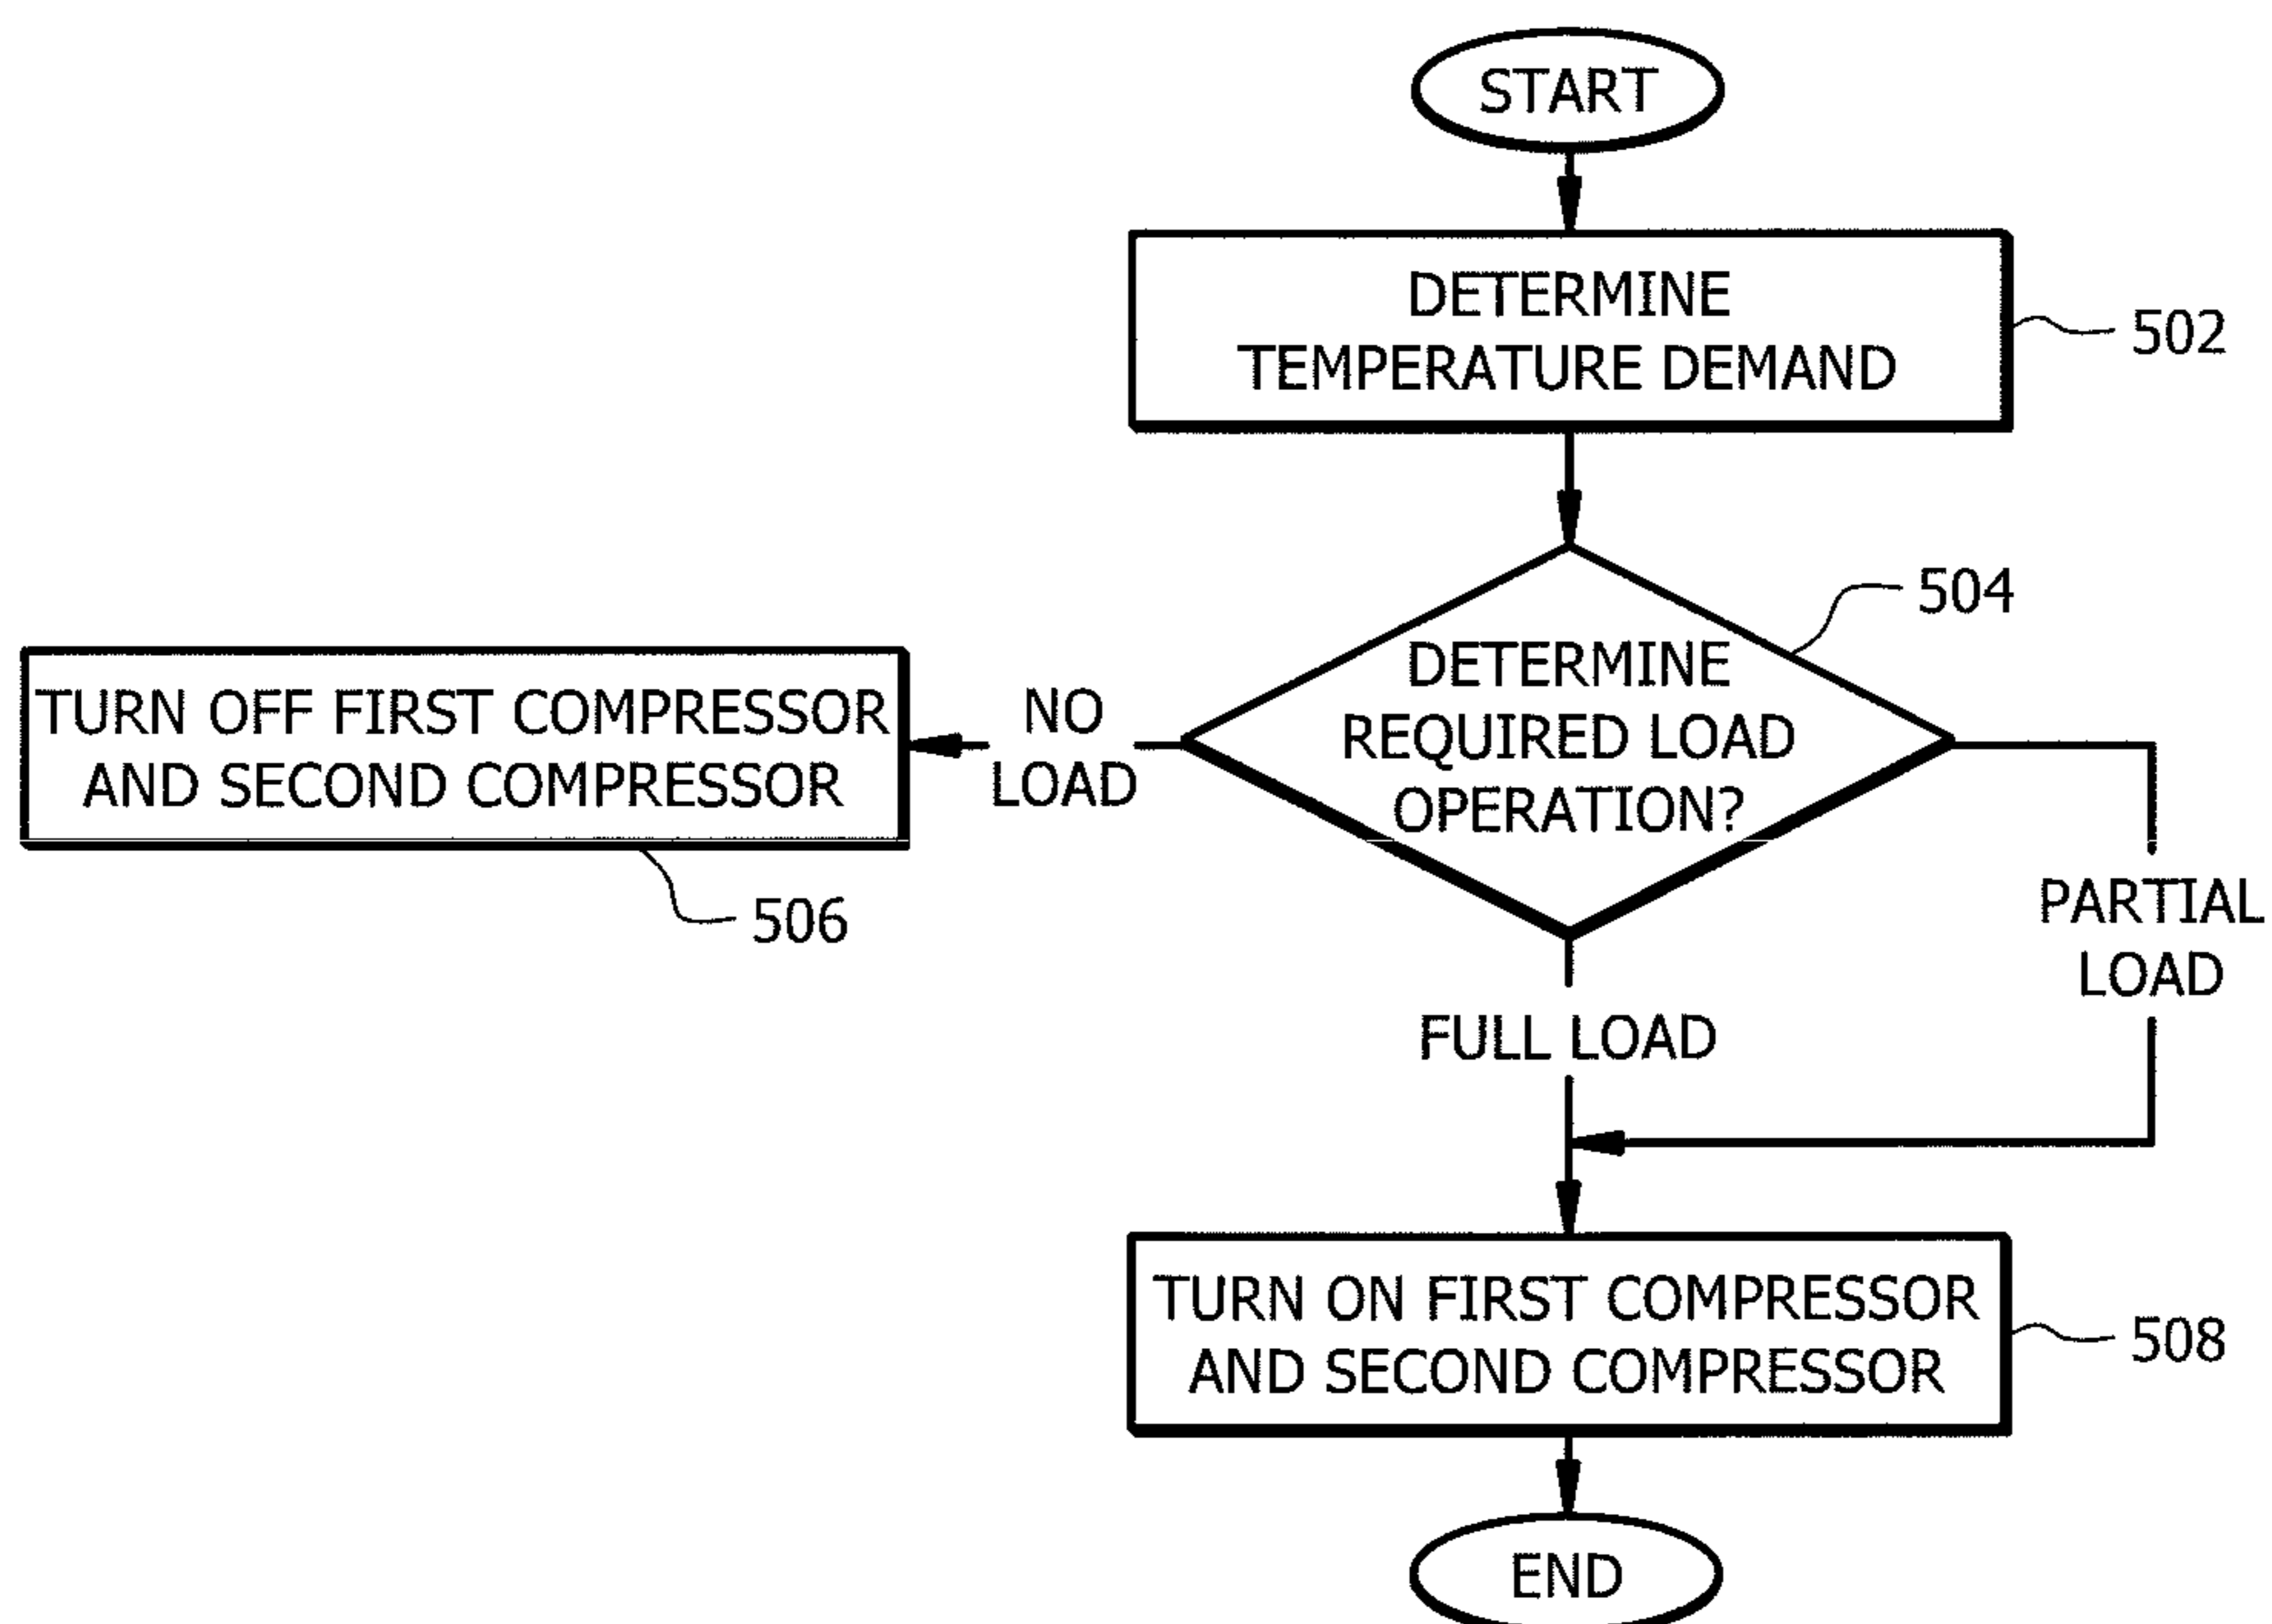 START
DETERMINE
TEMPERATURE DEMAND
502
504
DETERMINE
REQUIRED LOAD
OPERATION?
NO
LOAD
TURN OFF FIRST COMPRESSOR
AND SECOND COMPRESSOR
506
PARTIAL
LOAD
FULL LOAD
TURN ON FIRST COMPRESSOR
AND SECOND COMPRESSOR
508
END